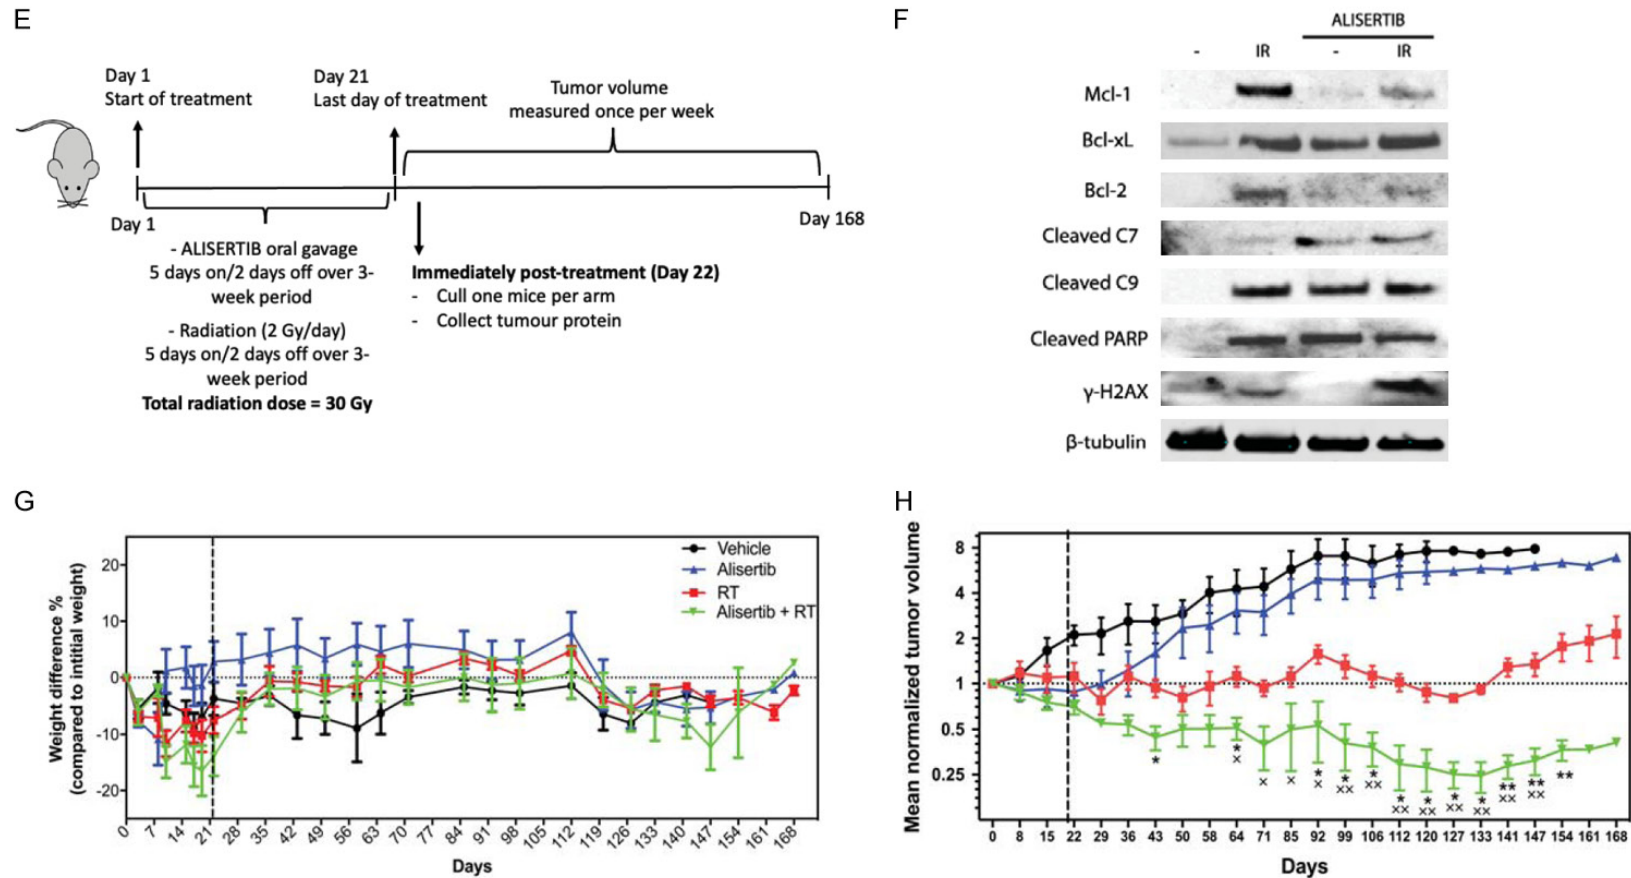 E
Day 1
Start of treatment
Day 21
Last day of treatment
Tumor volume
measured once per week
Day 1
Day 168
- ALISERTIB oral gavage
5 days on/2 days off over 3-
week period
- Radiation (2 Gy/day)
5 days on/2 days off over 3-
week period
Total radiation dose = 30 Gy
Immediately post-treatment (Day 22)
- Cull one mice per arm
- Collect tumour protein
F
ALISERTIB
- IR - IR
Mcl-1
Bcl-xL
Bcl-2
Cleaved C7
Cleaved C9
Cleaved PARP
γ-H2AX
β-tubulin
G
Weight difference %
(compared to intitial weight)
20
10
0
-10
-20
Vehicle
Alisertib
RT
Alisertib + RT
0 7 14 21 28 35 42 49 56 63 70 77 84 91 98 105 112 119 126 133 140 147 154 161 168
Days
H
Mean normalized tumor volume
8
4
2
1
0.5
0.25
* * * * * * * * * ** ** **
× × × × ×× ×× ×× ×× ×× ×× ×× ××
0 8 15 22 29 36 43 50 58 64 71 85 92 99 106 112 120 127 133 141 147 154 161 168
Days